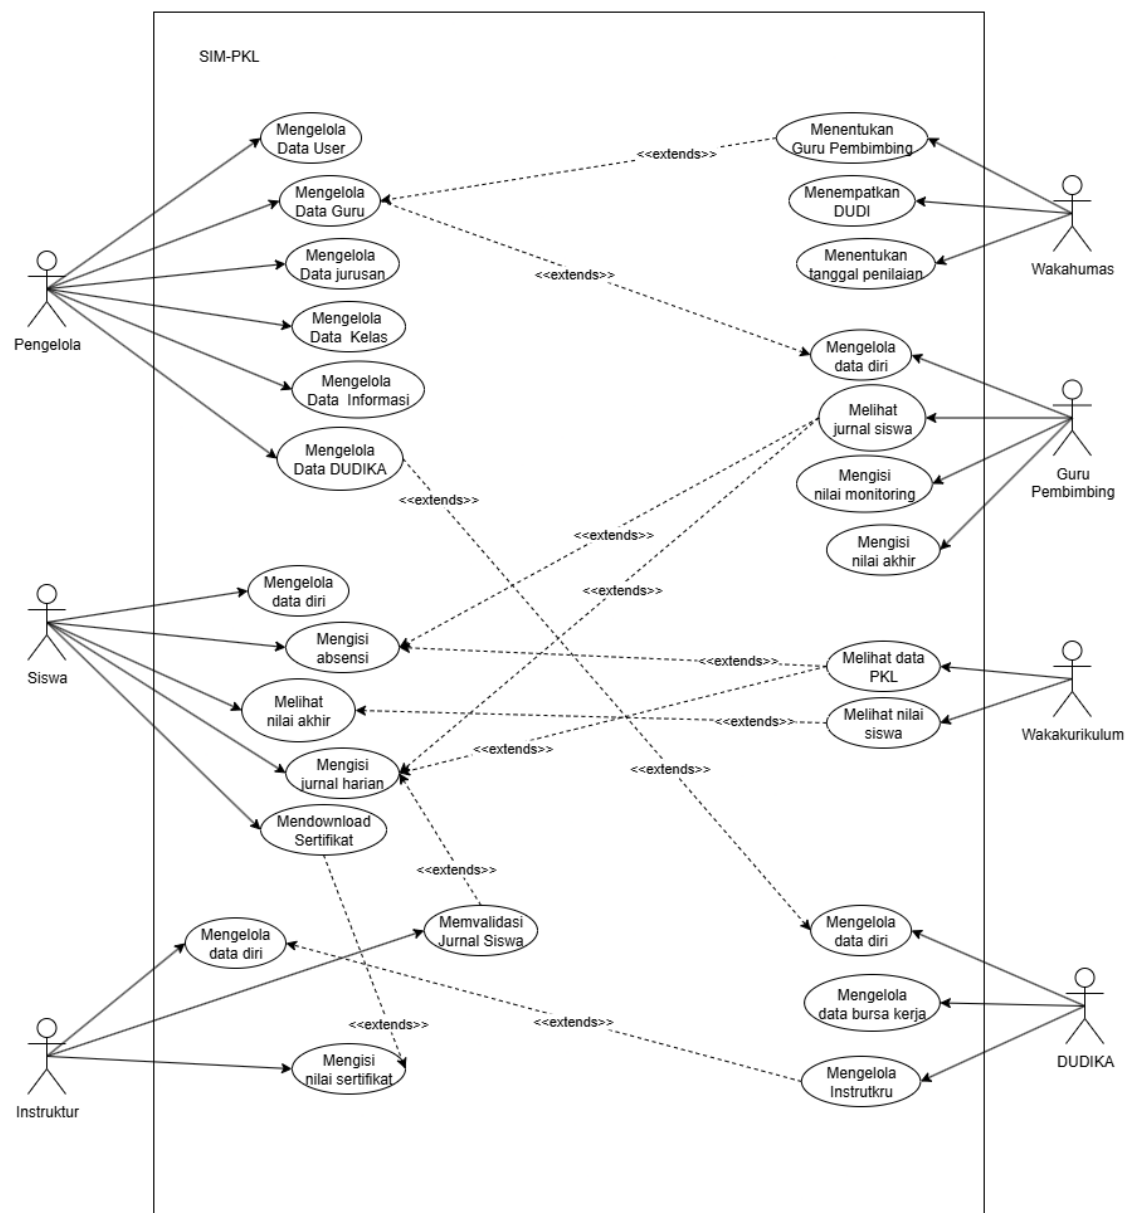 SIM-PKL
Mengelola
Data User
Mengelola
Data Guru
Mengelola
Data jurusan
Mengelola
Data Kelas
Mengelola
Data Informasi
Mengelola
Data DUDIKA
Pengelola
Menentukan
Guru Pembimbing
Menempatkan
DUDI
Menentukan
tanggal penilaian
Wakahumas
<<extends>>
<<extends>>
Mengelola
data diri
Melihat
jurnal siswa
Mengisi
nilai monitoring
Mengisi
nilai akhir
Guru
Pembimbing
<<extends>>
<<extends>>
<<extends>>
Mengelola
data diri
Mengisi
absensi
Melihat
nilai akhir
Mengisi
jurnal harian
Mendownload
Sertifikat
Siswa
<<extends>>
<<extends>>
<<extends>>
<<extends>>
Melihat data
PKL
Melihat nilai
siswa
Wakakurikulum
<<extends>>
Mengelola
data diri
Memvalidasi
Jurnal Siswa
<<extends>>
<<extends>>
Mengisi
nilai sertifikat
Instruktur
Mengelola
data diri
Mengelola
data bursa kerja
Mengelola
Instrutkru
DUDIKA